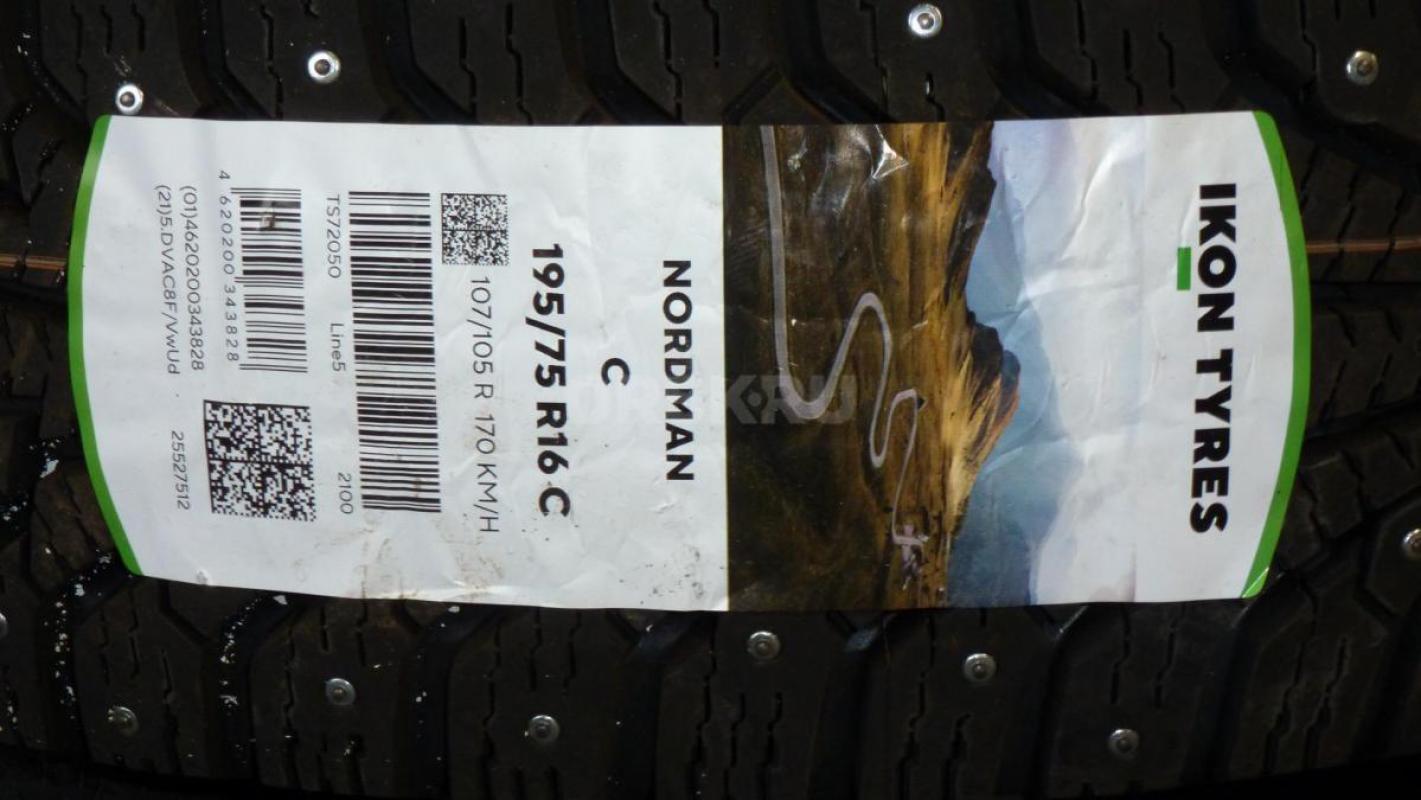 IKON TYRES
NORDMAN
C
195/75 R16 C
107/105 R 170 KM/H
TS72050 Line5 2100
4 620200 343828
(01)4620200343828
(21)5.DVAC8F/VwUd
25527512